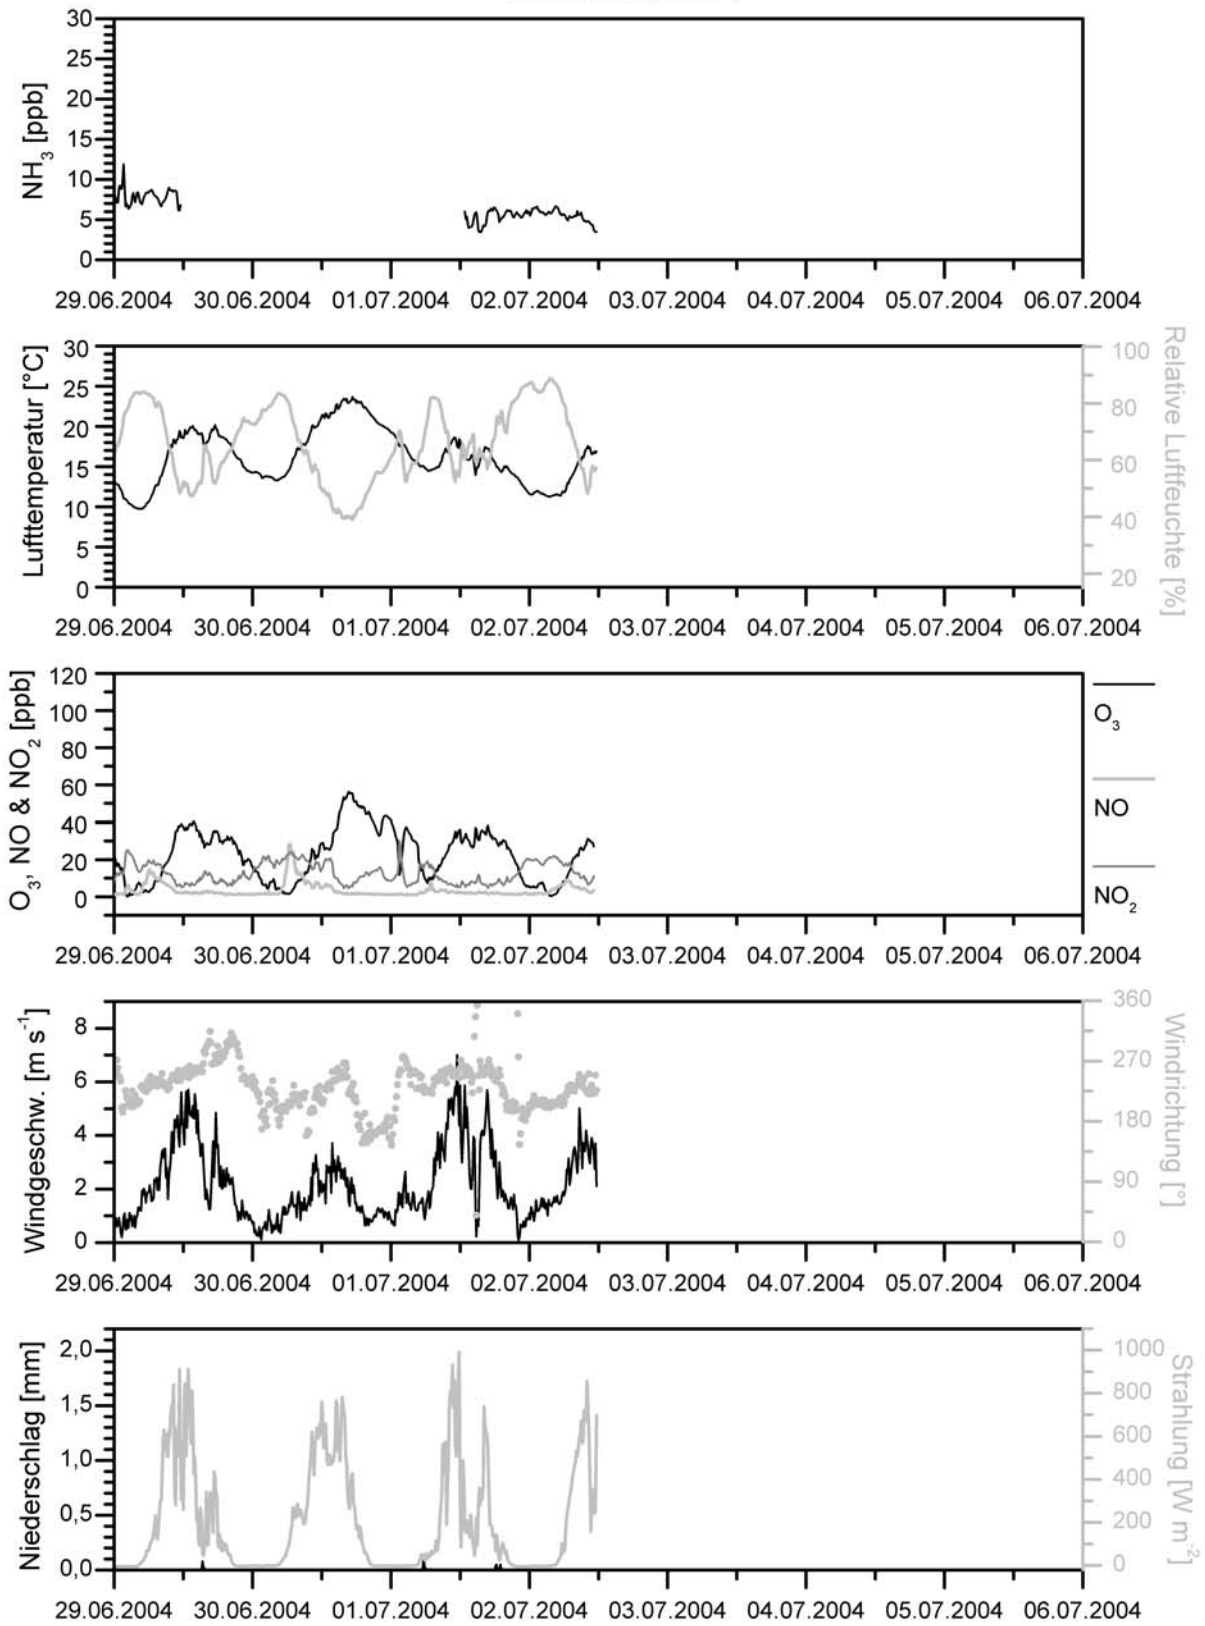 NH3 [ppb]
30
25
20
15
10
5
0
29.06.2004 30.06.2004 01.07.2004 02.07.2004 03.07.2004 04.07.2004 05.07.2004 06.07.2004
Lufttemperatur [°C]
30
25
20
15
10
5
0
Relative Luftfeuchte [%]
100
80
60
40
20
29.06.2004 30.06.2004 01.07.2004 02.07.2004 03.07.2004 04.07.2004 05.07.2004 06.07.2004
O3, NO & NO2 [ppb]
120
100
80
60
40
20
0
O3
NO
NO2
29.06.2004 30.06.2004 01.07.2004 02.07.2004 03.07.2004 04.07.2004 05.07.2004 06.07.2004
Windgeschw. [m s-1]
8
6
4
2
0
Windrichtung [°]
360
270
180
90
0
29.06.2004 30.06.2004 01.07.2004 02.07.2004 03.07.2004 04.07.2004 05.07.2004 06.07.2004
Niederschlag [mm]
2,0
1,5
1,0
0,5
0,0
Strahlung [W m-2]
1000
800
600
400
200
0
29.06.2004 30.06.2004 01.07.2004 02.07.2004 03.07.2004 04.07.2004 05.07.2004 06.07.2004